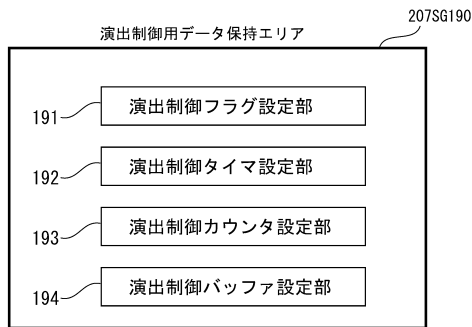 207SG190
演出制御用データ保持エリア
191
演出制御フラグ設定部
192
演出制御タイマ設定部
193
演出制御カウンタ設定部
194
演出制御バッファ設定部